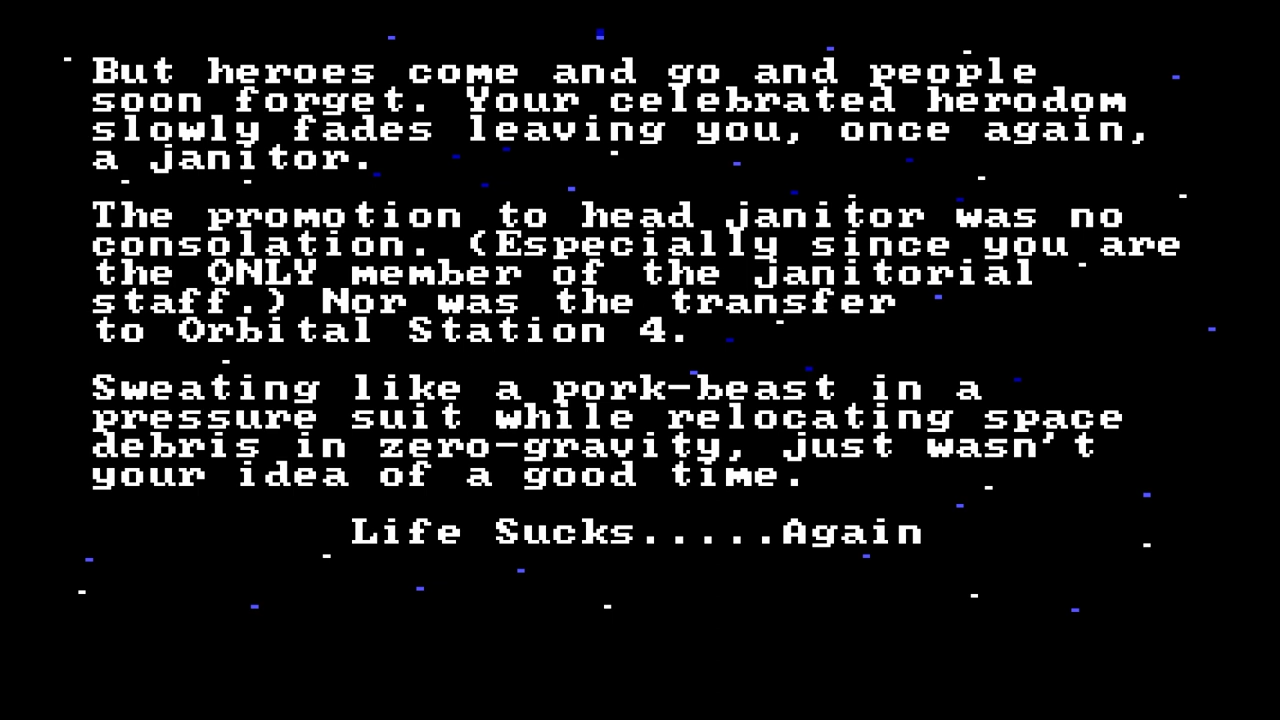 But heroes come and go and people
soon forget. Your celebrated herodom
slowly fades leaving you, once again,
a janitor.
The promotion to head janitor was no
consolation. (Especially since you are
the ONLY member of the janitorial
staff.) Nor was the transfer
to Orbital Station 4.
Sweating like a pork-beast in a
pressure suit while relocating space
debris in zero-gravity, just wasn't
your idea of a good time.
Life Sucks.....Again